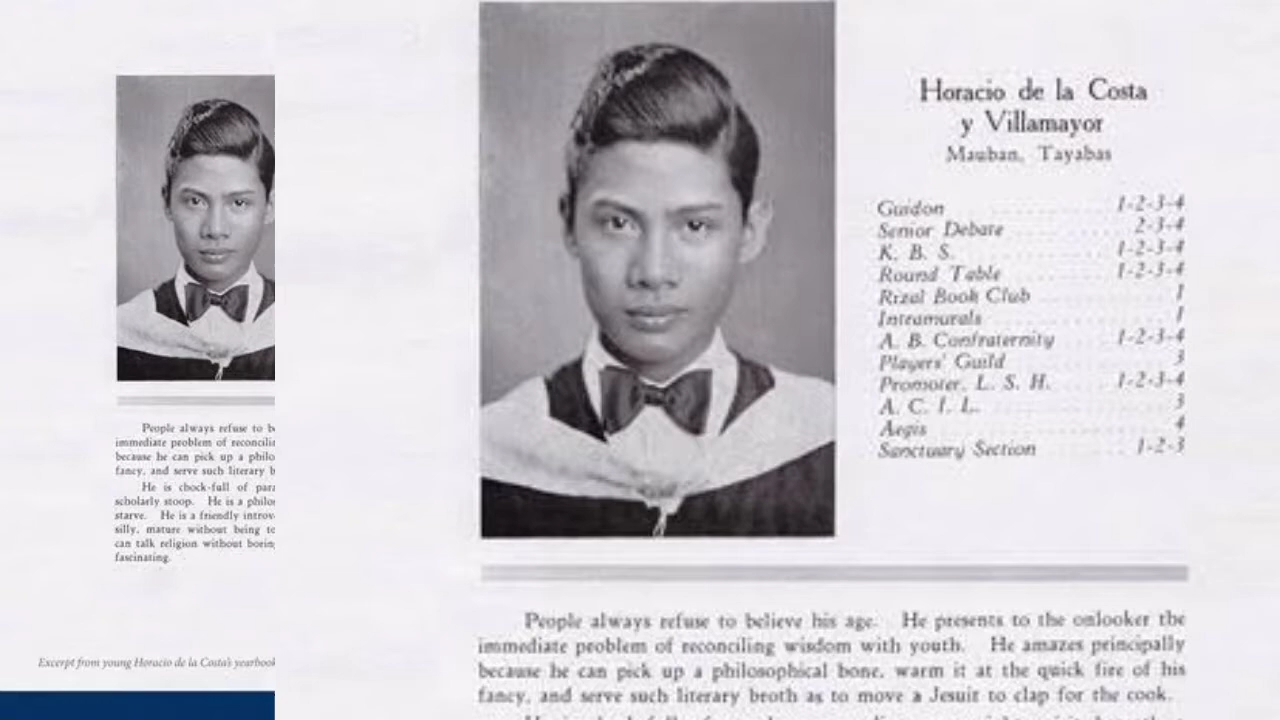 People always refuse to
immediate problem of
because he can pick up a
fancy, and serve such literary
He is chock-full of
scholarly stoop. He is a
starve. He is a friendly
silly, mature without being
can talk religion without
fascinating.
Excerpt from young Horacio de la Costa's yearbook
Horacio de la Costa
y Villamayor
Mauban, Tayabas
Guidon 1-2-3-4
Senior Debate 2-3-4
K. B. S. 1-2-3-4
Round Table 1-2-3-4
Rizal Book Club 1
Intramurals 1
A. B. Confraternity 1-2-3-4
Players' Guild 3
Promoter, L. S. H. 1-2-3-4
A. C. I. L. 3
Aegis 4
Sanctuary Section 1-2-3
People always refuse to believe his age. He presents to the onlooker the
immediate problem of reconciling wisdom with youth. He amazes principally
because he can pick up a philosophical bone, warm it at the quick fire of his
fancy, and serve such literary broth as to move a Jesuit to clap for the cook.